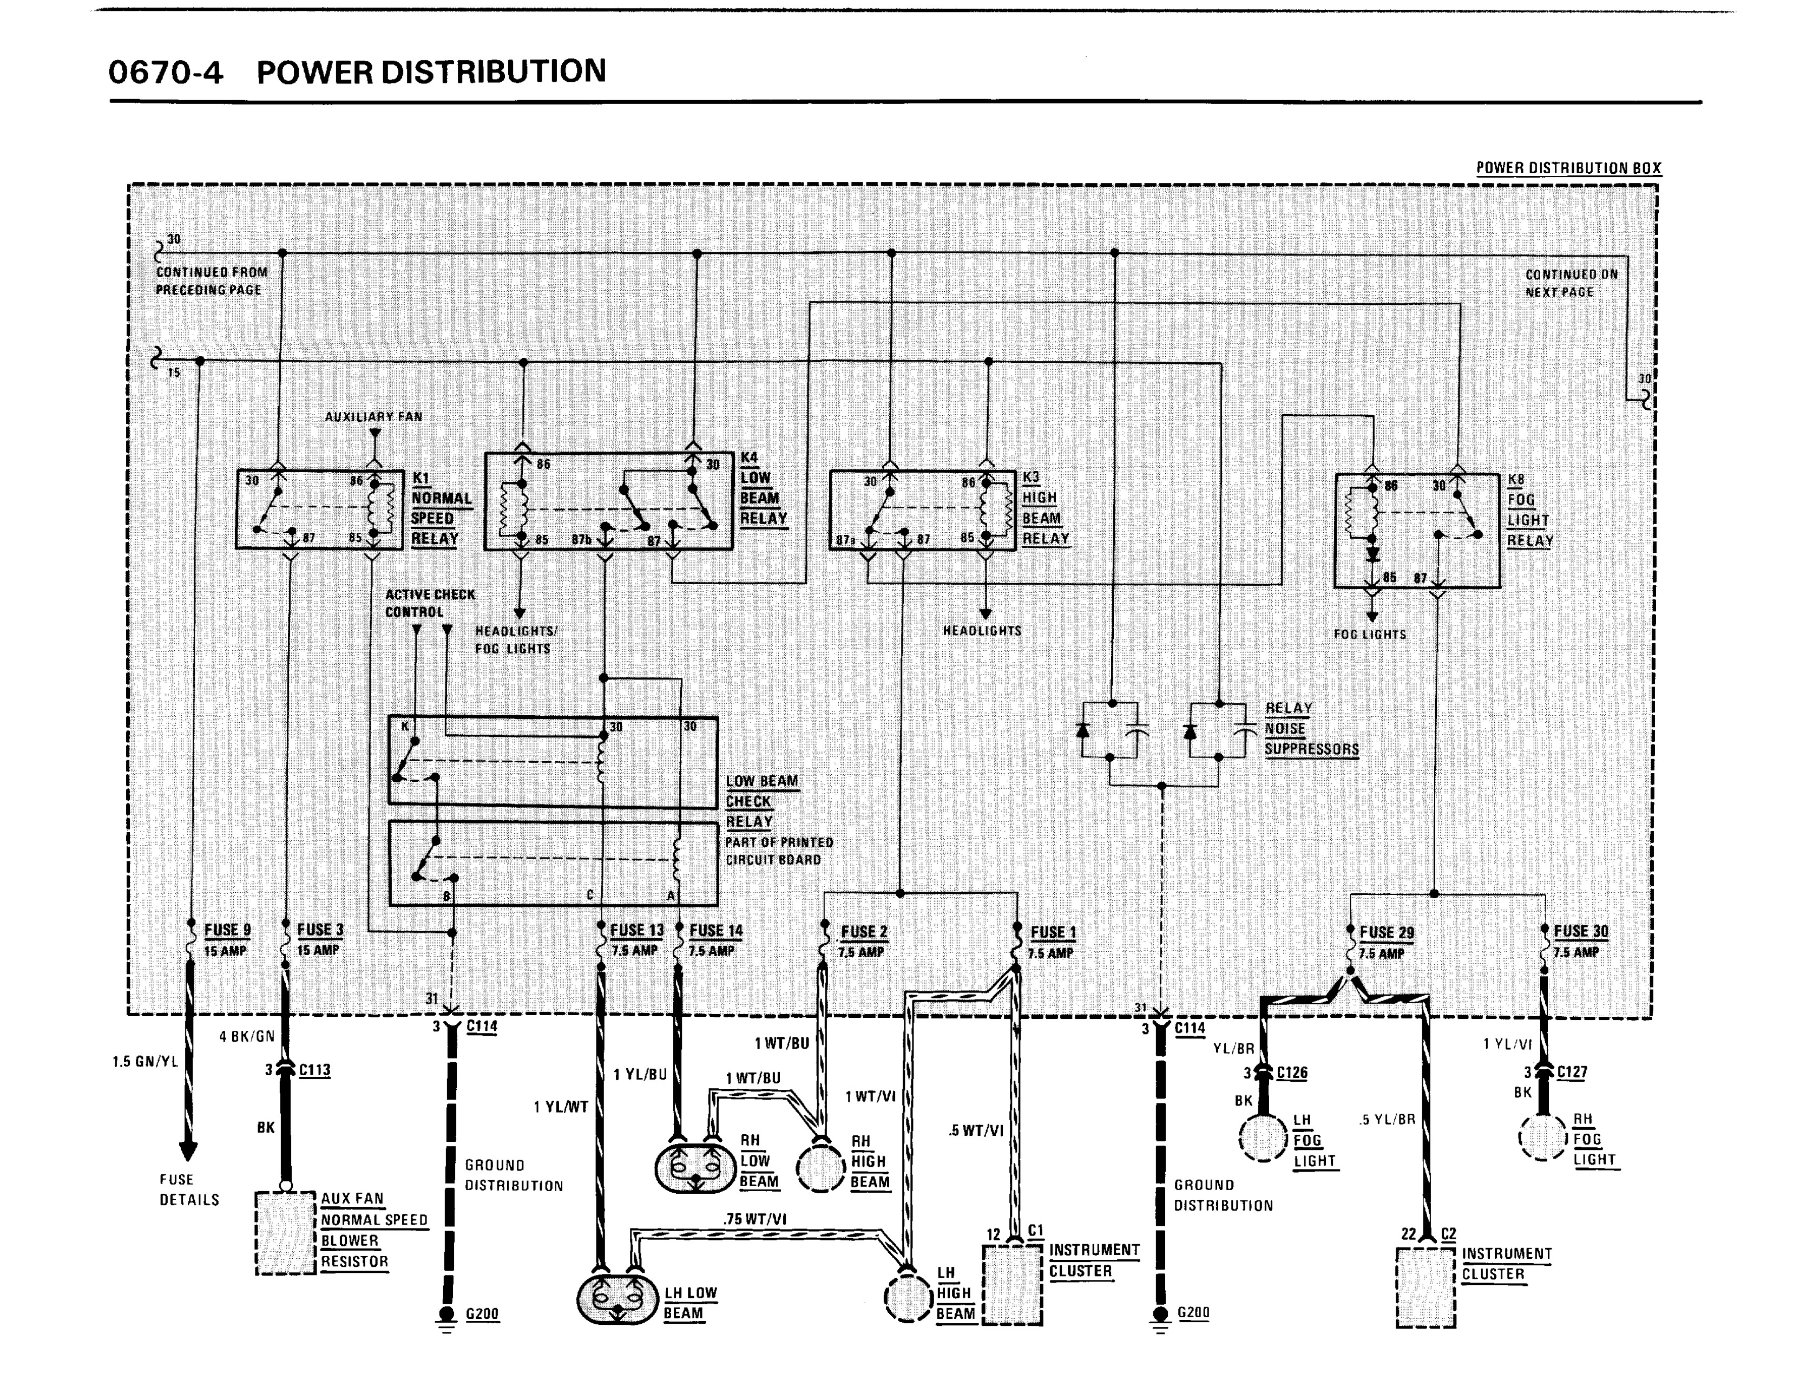 0670-4 POWER DISTRIBUTION
POWER DISTRIBUTION BOX
30
CONTINUED FROM
PRECEDING PAGE
CONTINUED ON
NEXT PAGE
15
30
AUXILIARY FAN
30
86
87
85
K1
NORMAL
SPEED
RELAY
86
30
85
87b
87
K4
LOW
BEAM
RELAY
30
86
87a
87
85
K3
HIGH
BEAM
RELAY
86
30
85
87
K8
FOG
LIGHT
RELAY
ACTIVE CHECK
CONTROL
HEADLIGHTS/
FOG LIGHTS
HEADLIGHTS
FOG LIGHTS
K
30
30
LOW BEAM
CHECK
RELAY
PART OF PRINTED
CIRCUIT BOARD
B
C
A
RELAY
NOISE
SUPPRESSORS
FUSE 9
15 AMP
FUSE 3
15 AMP
FUSE 13
7.5 AMP
FUSE 14
7.5 AMP
FUSE 2
7.5 AMP
FUSE 1
7.5 AMP
FUSE 29
7.5 AMP
FUSE 30
7.5 AMP
31
3 C114
31
3 C114
1.5 GN/YL
4 BK/GN
3 C113
BK
1 YL/WT
1 YL/BU
1 WT/BU
1 WT/BU
1 WT/VI
.5 WT/VI
YL/BR
3 C126
BK
.5 YL/BR
1 YL/VI
3 C127
BK
FUSE
DETAILS
AUX FAN
NORMAL SPEED
BLOWER
RESISTOR
GROUND
DISTRIBUTION
RH
LOW
BEAM
RH
HIGH
BEAM
GROUND
DISTRIBUTION
LH
FOG
LIGHT
RH
FOG
LIGHT
.75 WT/VI
12 C1
INSTRUMENT
CLUSTER
22 C2
INSTRUMENT
CLUSTER
G200
LH LOW
BEAM
LH
HIGH
BEAM
G200